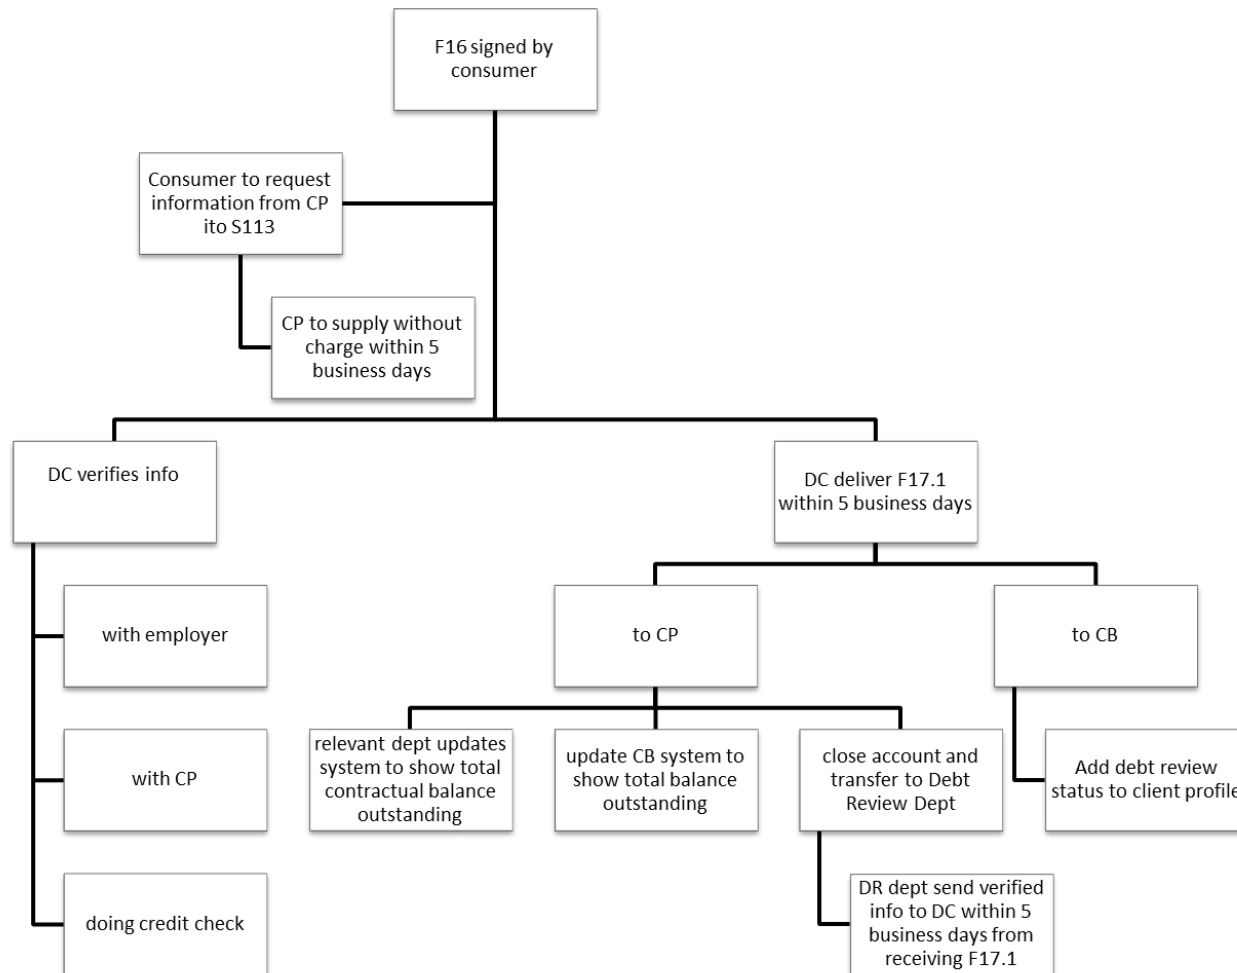 F16 signed by
consumer
Consumer to request
information from CP
ito S113
CP to supply without
charge within 5
business days
DC verifies info
DC deliver F17.1
within 5 business days
with employer
to CP
to CB
with CP
relevant dept updates
system to show total
contractual balance
outstanding
update CB system to
show total balance
outstanding
close account and
transfer to Debt
Review Dept
Add debt review
status to client profile
doing credit check
DR dept send verified
info to DC within 5
business days from
receiving F17.1